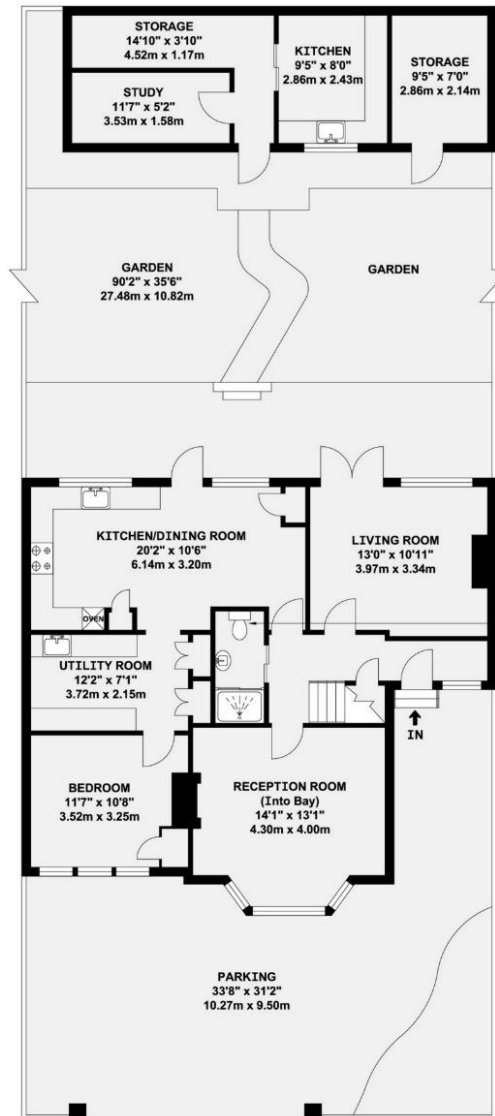 STORAGE
14'10" x 3'10"
4.52m x 1.17m
KITCHEN
9'5" x 8'0"
2.86m x 2.43m
STORAGE
9'5" x 7'0"
2.86m x 2.14m
STUDY
11'7" x 5'2"
3.53m x 1.58m
GARDEN
90'2" x 35'6"
27.48m x 10.82m
GARDEN
KITCHEN/DINING ROOM
20'2" x 10'6"
6.14m x 3.20m
LIVING ROOM
13'0" x 10'11"
3.97m x 3.34m
OVEN
UTILITY ROOM
12'2" x 7'1"
3.72m x 2.15m
IN
BEDROOM
11'7" x 10'8"
3.52m x 3.25m
RECEPTION ROOM
(Into Bay)
14'1" x 13'1"
4.30m x 4.00m
PARKING
33'8" x 31'2"
10.27m x 9.50m